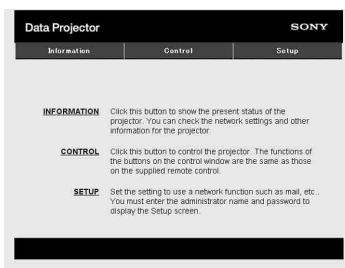 Data Projector SONY
Information Control Setup
INFORMATION Click this button to show the present status of the
projector. You can check the network settings and other
information for the projector.
CONTROL Click this button to control the projector. The functions of
the buttons on the control window are the same as those
on the supplied remote control.
SETUP Set the setting to use a network function such as mail, etc..
You must enter the administrator name and password to
display the Setup screen.